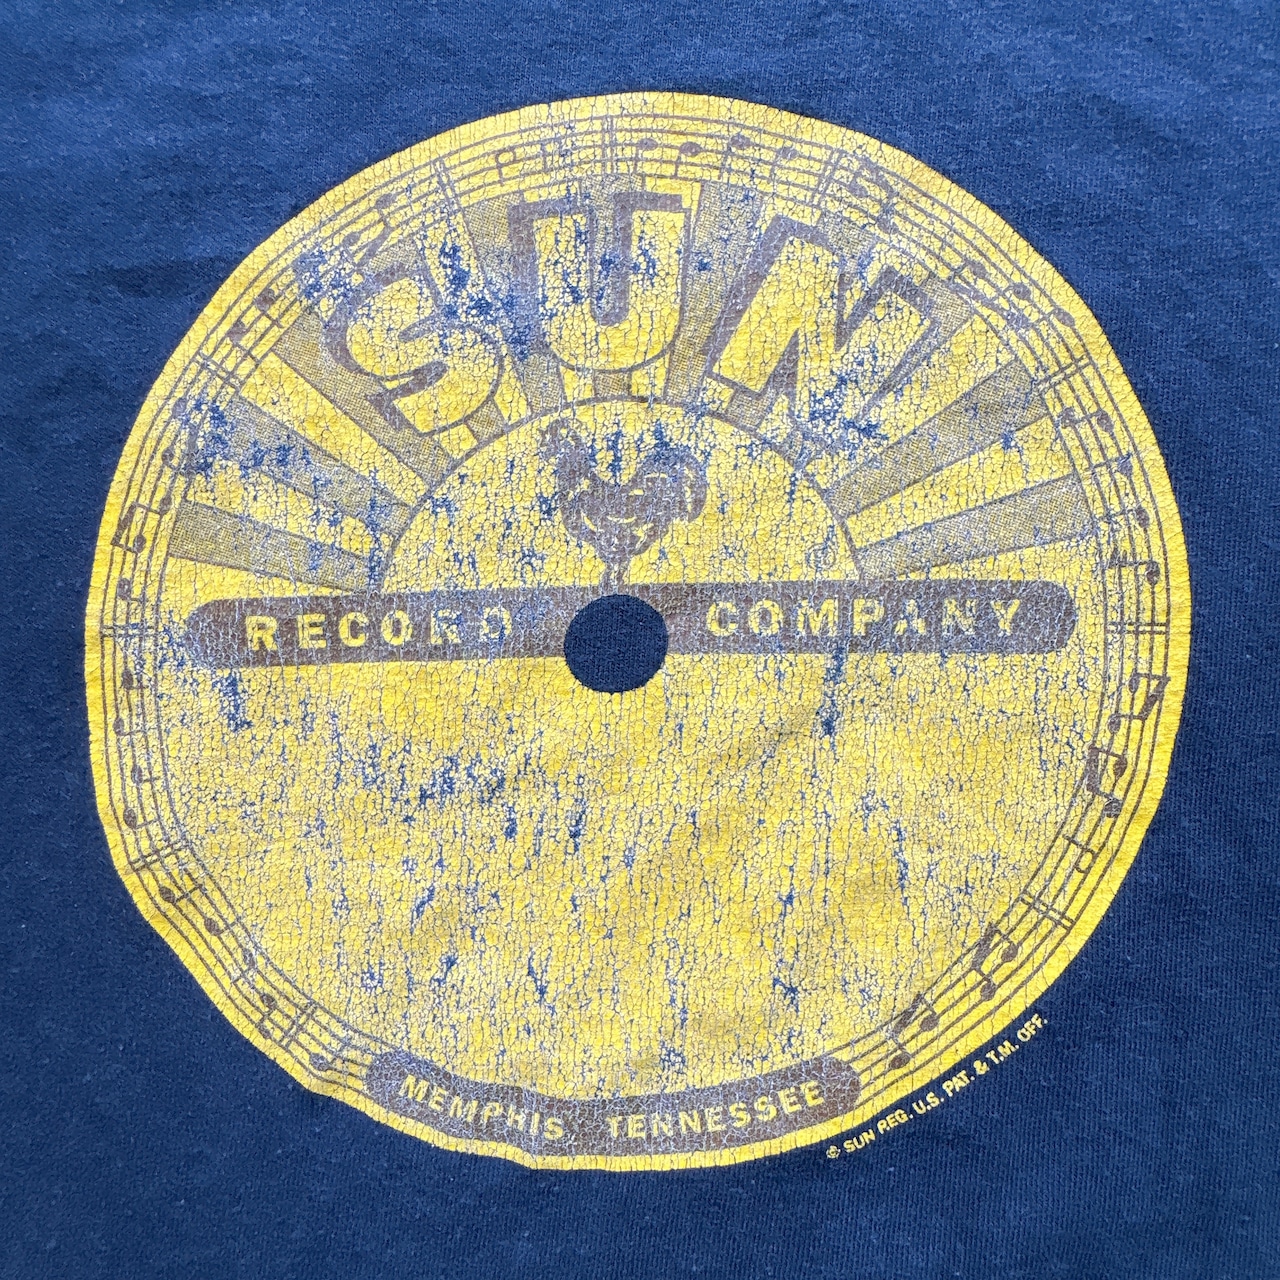 SUN
RECORD COMPANY
MEMPHIS TENNESSEE
© SUN REG. U.S. PAT. & T.M. OFF.